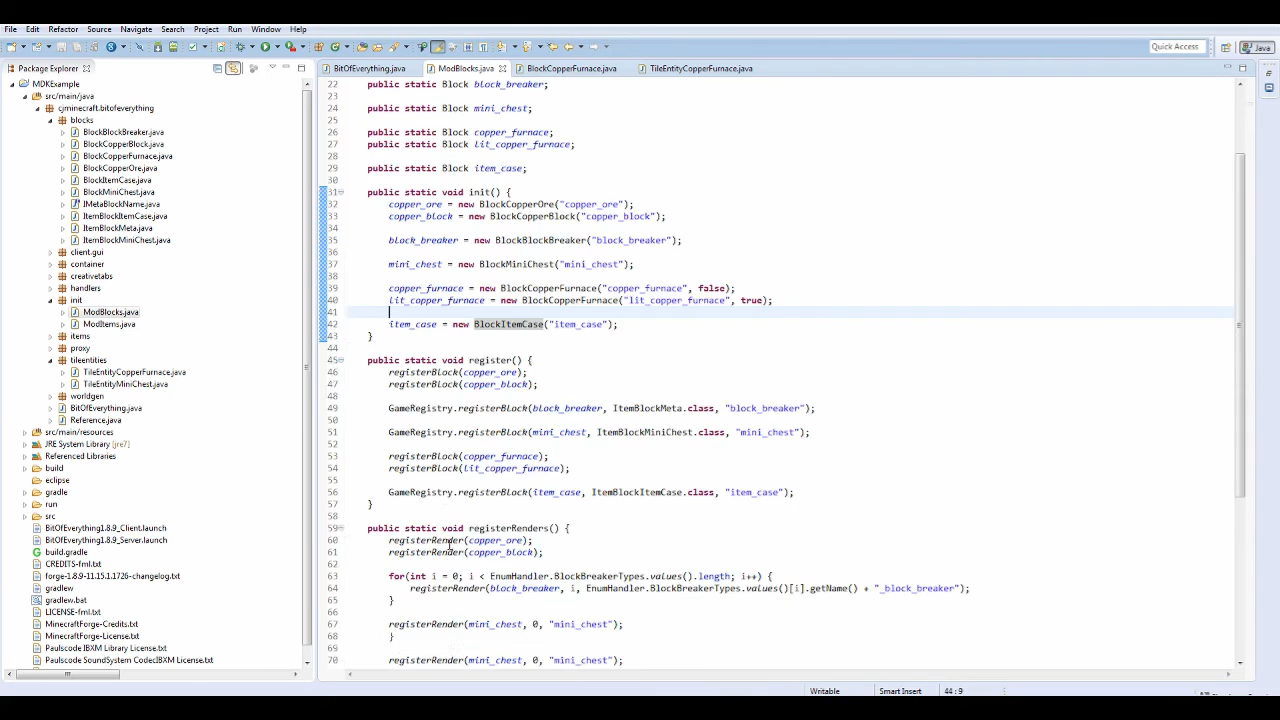 File Edit Refactor Source Navigate Search Project Run Window Help
Quick Access
Java
Package Explorer
BitOfEverything.java
ModBlocks.java
BlockCopperFurnace.java
TileEntityCopperFurnace.java
MDKExample
src/main/java
cjminecraft.bitofeverything
blocks
BlockBlockBreaker.java
BlockCopperBlock.java
BlockCopperFurnace.java
BlockCopperOre.java
BlockItemCase.java
BlockMiniChest.java
IMetaBlockName.java
ItemBlockItemCase.java
ItemBlockMeta.java
ItemBlockMiniChest.java
client.gui
container
creativetabs
handlers
init
ModBlocks.java
ModItems.java
items
proxy
tileentities
TileEntityCopperFurnace.java
TileEntityMiniChest.java
worldgen
BitOfEverything.java
Reference.java
src/main/resources
JRE System Library [jre7]
Referenced Libraries
build
eclipse
gradle
run
src
BitOfEverything1.8.9_Client.launch
BitOfEverything1.8.9_Server.launch
build.gradle
CREDITS-fml.txt
forge-1.8.9-11.15.1.1726-changelog.txt
gradlew
gradlew.bat
LICENSE-fml.txt
MinecraftForge-Credits.txt
MinecraftForge-License.txt
Paulscode IBXM Library License.txt
Paulscode SoundSystem CodecIBXM License.txt
22 public static Block block_breaker;
23
24 public static Block mini_chest;
25
26 public static Block copper_furnace;
27 public static Block lit_copper_furnace;
28
29 public static Block item_case;
30
31 public static void init() {
32 copper_ore = new BlockCopperOre("copper_ore");
33 copper_block = new BlockCopperBlock("copper_block");
34
35 block_breaker = new BlockBlockBreaker("block_breaker");
36
37 mini_chest = new BlockMiniChest("mini_chest");
38
39 copper_furnace = new BlockCopperFurnace("copper_furnace", false);
40 lit_copper_furnace = new BlockCopperFurnace("lit_copper_furnace", true);
41
42 item_case = new BlockItemCase("item_case");
43 }
44
45 public static void register() {
46 registerBlock(copper_ore);
47 registerBlock(copper_block);
48
49 GameRegistry.registerBlock(block_breaker, ItemBlockMeta.class, "block_breaker");
50
51 GameRegistry.registerBlock(mini_chest, ItemBlockMiniChest.class, "mini_chest");
52
53 registerBlock(copper_furnace);
54 registerBlock(lit_copper_furnace);
55
56 GameRegistry.registerBlock(item_case, ItemBlockItemCase.class, "item_case");
57 }
58
59 public static void registerRenders() {
60 registerRender(copper_ore);
61 registerRender(copper_block);
62
63 for(int i = 0; i < EnumHandler.BlockBreakerTypes.values().length; i++) {
64 registerRender(block_breaker, i, EnumHandler.BlockBreakerTypes.values()[i].getName() + "_block_breaker");
65 }
66
67 registerRender(mini_chest, 0, "mini_chest");
68 }
69
70 registerRender(mini_chest, 0, "mini_chest");
Writable Smart Insert 44 : 9